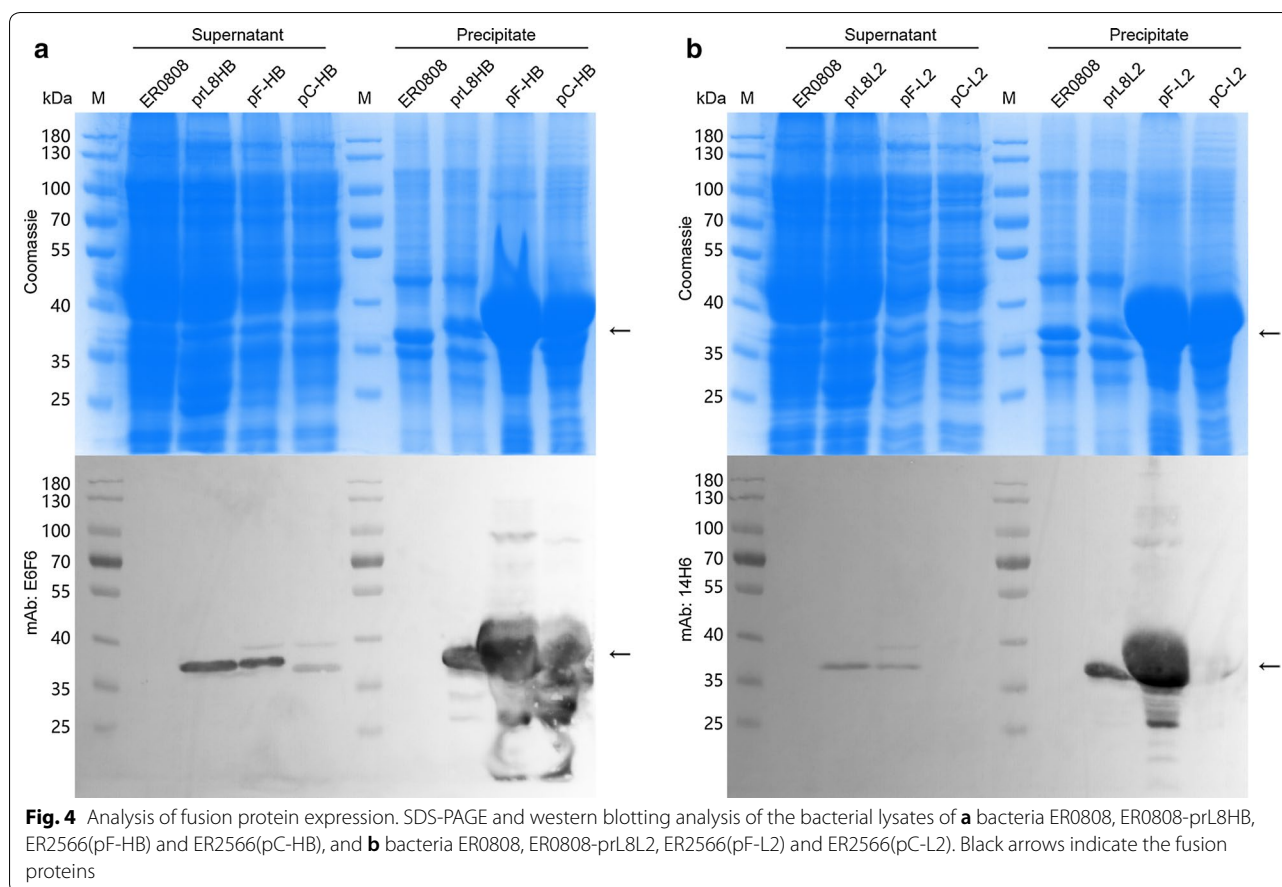 a
Supernatant
Precipitate
kDa M ER0808 prL8HB pF-HB pC-HB M ER0808 prL8HB pF-HB pC-HB
180
130
100
70
55
40
35
25
Coomassie
←
180
130
100
70
55
40
35
25
mAb: E6F6
←
b
Supernatant
Precipitate
kDa M ER0808 prL8L2 pF-L2 pC-L2 M ER0808 prL8L2 pF-L2 pC-L2
180
130
100
70
55
40
35
25
Coomassie
←
180
130
100
70
55
40
35
25
mAb: 14H6
←
Fig. 4 Analysis of fusion protein expression. SDS-PAGE and western blotting analysis of the bacterial lysates of a bacteria ER0808, ER0808-prL8HB,
ER2566(pF-HB) and ER2566(pC-HB), and b bacteria ER0808, ER0808-prL8L2, ER2566(pF-L2) and ER2566(pC-L2). Black arrows indicate the fusion
proteins